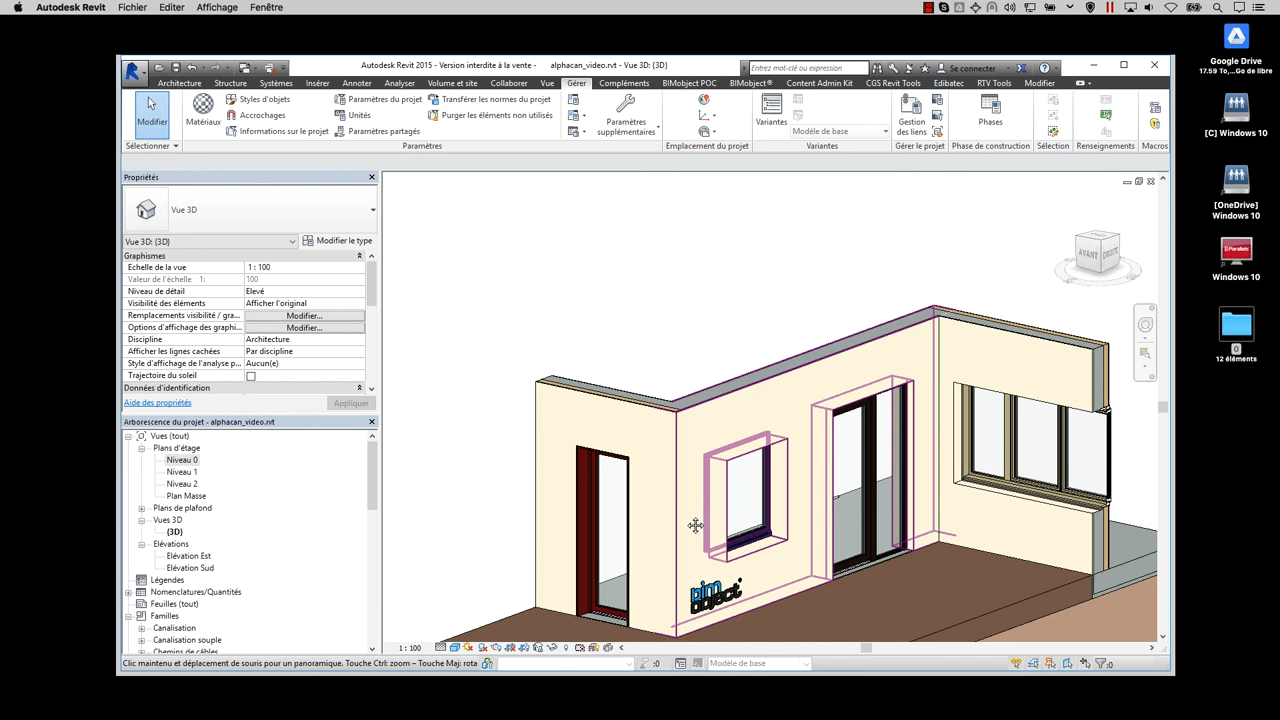 Autodesk Revit Fichier Editer Affichage Fenêtre
Autodesk Revit 2015 - Version interdite à la vente - alphacan_video.rvt - Vue 3D: {3D}
Entrez mot-clé ou expression
Se connecter
Architecture Structure Systèmes Insérer Annoter Analyser Volume et site Collaborer Vue Gérer Compléments BIMobject POC BIMobject® Content Admin Kit CGS Revit Tools Edibatec RTV Tools Modifier
Modifier
Matériaux
Styles d'objets
Accrochages
Informations sur le projet
Paramètres du projet
Unités
Paramètres partagés
Transférer les normes du projet
Purger les éléments non utilisés
Paramètres
supplémentaires
Variantes
Modèle de base
Gestion
des liens
Phases
Sélectionner
Paramètres
Emplacement du projet
Variantes
Gérer le projet
Phase de construction
Sélection
Renseignements
Macros
Propriétés
Vue 3D
Vue 3D: {3D}
Modifier le type
Graphismes
Echelle de la vue 1 : 100
Valeur de l'échelle 1: 100
Niveau de détail Elevé
Visibilité des éléments Afficher l'original
Remplacements visibilité / gra... Modifier...
Options d'affichage des graphi... Modifier...
Discipline Architecture
Afficher les lignes cachées Par discipline
Style d'affichage de l'analyse p... Aucun(e)
Trajectoire du soleil
Données d'identification
Aide des propriétés
Appliquer
Arborescence du projet - alphacan_video.rvt
Vues (tout)
Plans d'étage
Niveau 0
Niveau 1
Niveau 2
Plan Masse
Plans de plafond
Vues 3D
{3D}
Elévations
Elévation Est
Elévation Sud
Légendes
Nomenclatures/Quantités
Feuilles (tout)
Familles
Canalisation
Canalisation souple
Chemins de câbles
AVANT
DROITE
bim
object
1 : 100
Clic maintenu et déplacement de souris pour un panoramique. Touche Ctrl: zoom – Touche Maj: rota
:0
Modèle de base
:0
Google Drive
17.59 To,...Go de libre
[C] Windows 10
[OneDrive]
Windows 10
Parallels
Windows 10
0
12 éléments